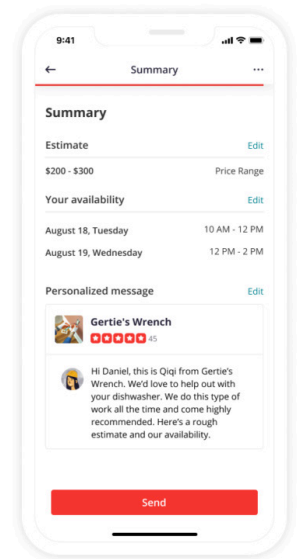 9:41
Summary
Summary
Estimate Edit
$200 - $300 Price Range
Your availability Edit
August 18, Tuesday 10 AM - 12 PM
August 19, Wednesday 12 PM - 2 PM
Personalized message Edit
Gertie's Wrench
45
Hi Daniel, this is Qiqi from Gertie's
Wrench. We'd love to help out with
your dishwasher. We do this type of
work all the time and come highly
recommended. Here's a rough
estimate and our availability.
Send